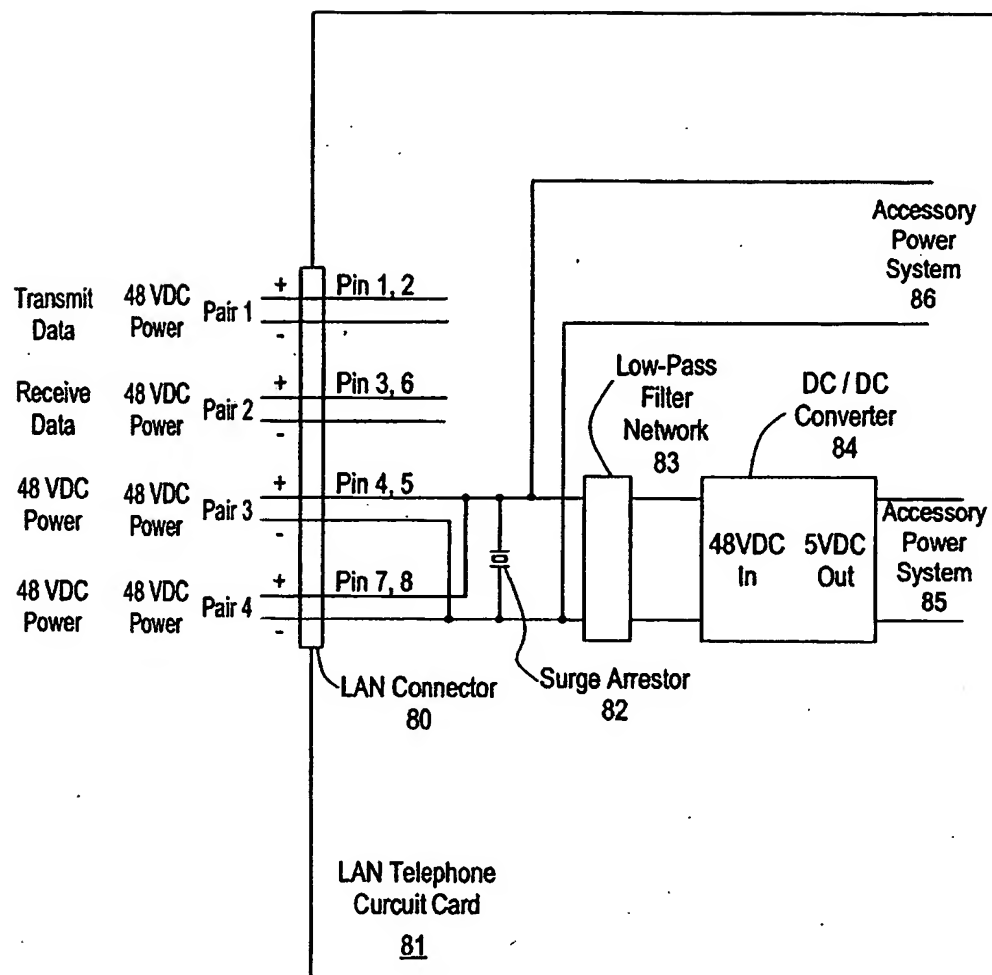 Accessory
Power
System
86
Transmit
Data
48 VDC
Power
Pair 1
+
-
Pin 1, 2
Receive
Data
48 VDC
Power
Pair 2
+
-
Pin 3, 6
48 VDC
Power
48 VDC
Power
Pair 3
+
-
Pin 4, 5
48 VDC
Power
48 VDC
Power
Pair 4
+
-
Pin 7, 8
Low-Pass
Filter
Network
83
DC / DC
Converter
84
48VDC
In
5VDC
Out
Accessory
Power
System
85
LAN Connector
80
Surge Arrestor
82
LAN Telephone
Curcuit Card
81